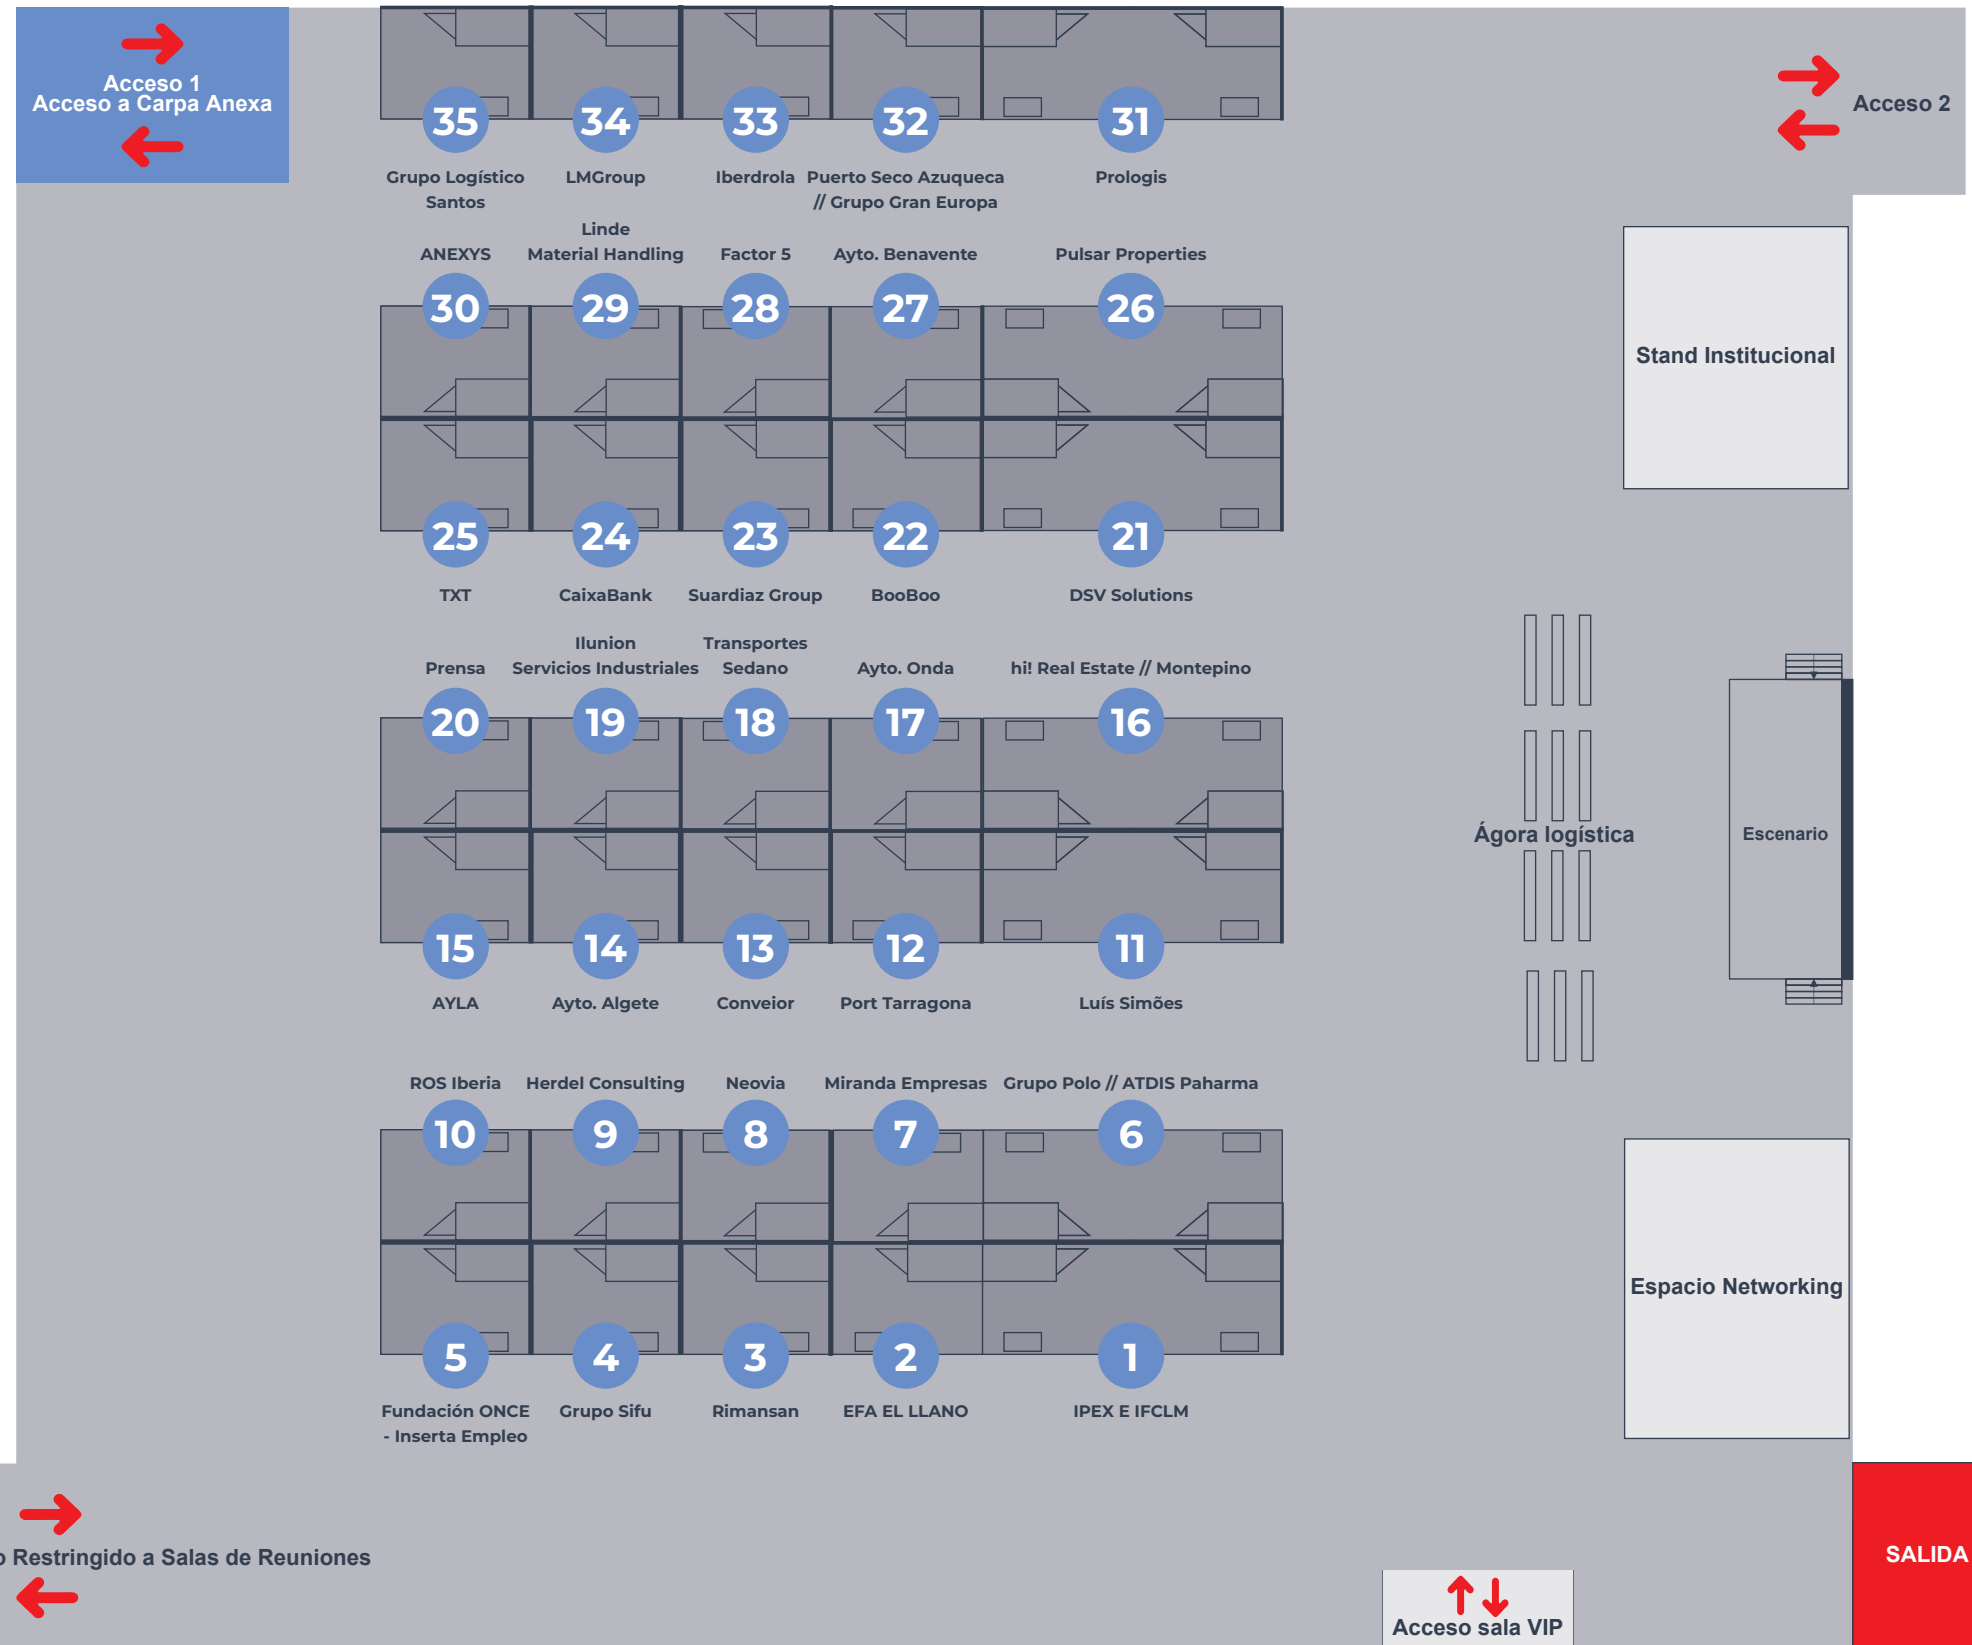 Acceso 1
Acceso a Carpa Anexa
Acceso 2
35
34
33
32
31
Grupo Logístico
Santos
LMGroup
Iberdrola
Puerto Seco Azuqueca
// Grupo Gran Europa
Prologis
ANEXYS
Linde
Material Handling
Factor 5
Ayto. Benavente
Pulsar Properties
30
29
28
27
26
Stand Institucional
25
24
23
22
21
TXT
CaixaBank
Suardiaz Group
BooBoo
DSV Solutions
Prensa
Ilunion
Servicios Industriales
Transportes
Sedano
Ayto. Onda
hi! Real Estate // Montepino
20
19
18
17
16
Ágora logística
Escenario
15
14
13
12
11
AYLA
Ayto. Algete
Conveior
Port Tarragona
Luís Simões
ROS Iberia
Herdel Consulting
Neovia
Miranda Empresas
Grupo Polo // ATDIS Paharma
10
9
8
7
6
Espacio Networking
5
4
3
2
1
Fundación ONCE
- Inserta Empleo
Grupo Sifu
Rimansan
EFA EL LLANO
IPEX E IFCLM
o Restringido a Salas de Reuniones
SALIDA
Acceso sala VIP